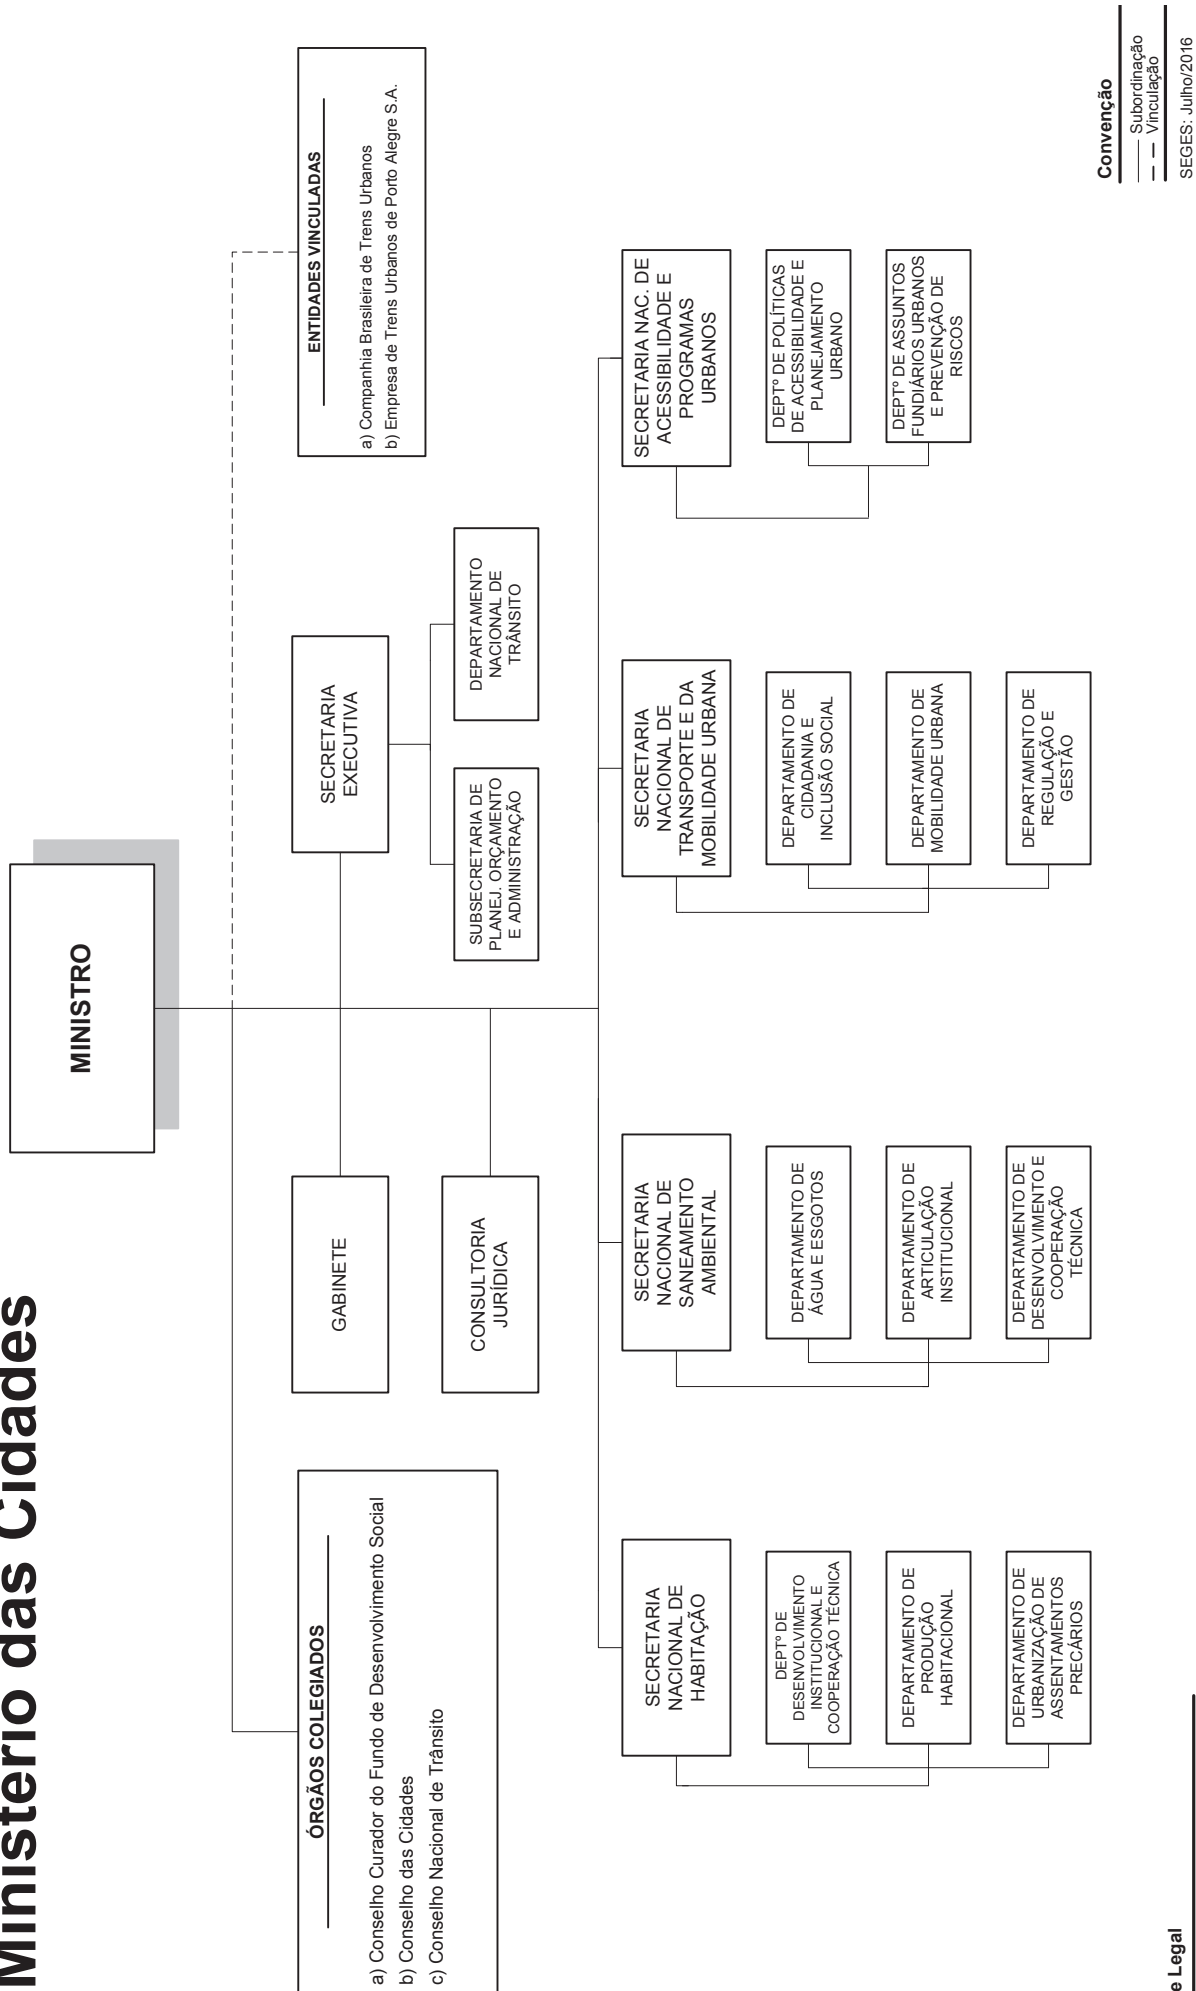 Ministério das Cidades
MINISTRO
ÓRGÃOS COLEGIADOS
a) Conselho Curador do Fundo de Desenvolvimento Social
b) Conselho das Cidades
c) Conselho Nacional de Trânsito
GABINETE
CONSULTORIA
JURÍDICA
SECRETARIA
EXECUTIVA
SUBSECRETARIA DE
PLANEJ. ORÇAMENTO
E ADMINISTRAÇÃO
DEPARTAMENTO
NACIONAL DE
TRÂNSITO
ENTIDADES VINCULADAS
a) Companhia Brasileira de Trens Urbanos
b) Empresa de Trens Urbanos de Porto Alegre S.A.
SECRETARIA
NACIONAL DE
HABITAÇÃO
DEPTº DE
DESENVOLVIMENTO
INSTITUCIONAL E
COOPERAÇÃO TÉCNICA
DEPARTAMENTO DE
PRODUÇÃO
HABITACIONAL
DEPARTAMENTO DE
URBANIZAÇÃO DE
ASSENTAMENTOS
PRECÁRIOS
SECRETARIA
NACIONAL DE
SANEAMENTO
AMBIENTAL
DEPARTAMENTO DE
ÁGUA E ESGOTOS
DEPARTAMENTO DE
ARTICULAÇÃO
INSTITUCIONAL
DEPARTAMENTO DE
DESENVOLVIMENTO E
COOPERAÇÃO
TÉCNICA
SECRETARIA
NACIONAL DE
TRANSPORTE E DA
MOBILIDADE URBANA
DEPARTAMENTO DE
CIDADANIA E
INCLUSÃO SOCIAL
DEPARTAMENTO DE
MOBILIDADE URBANA
DEPARTAMENTO DE
REGULAÇÃO E
GESTÃO
SECRETARIA NAC. DE
ACESSIBILIDADE E
PROGRAMAS
URBANOS
DEPTº DE POLÍTICAS
DE ACESSIBILIDADE E
PLANEJAMENTO
URBANO
DEPTº DE ASSUNTOS
FUNDIÁRIOS URBANOS
E PREVENÇÃO DE
RISCOS
e Legal
Convenção
Subordinação
Vinculação
SEGES: Julho/2016